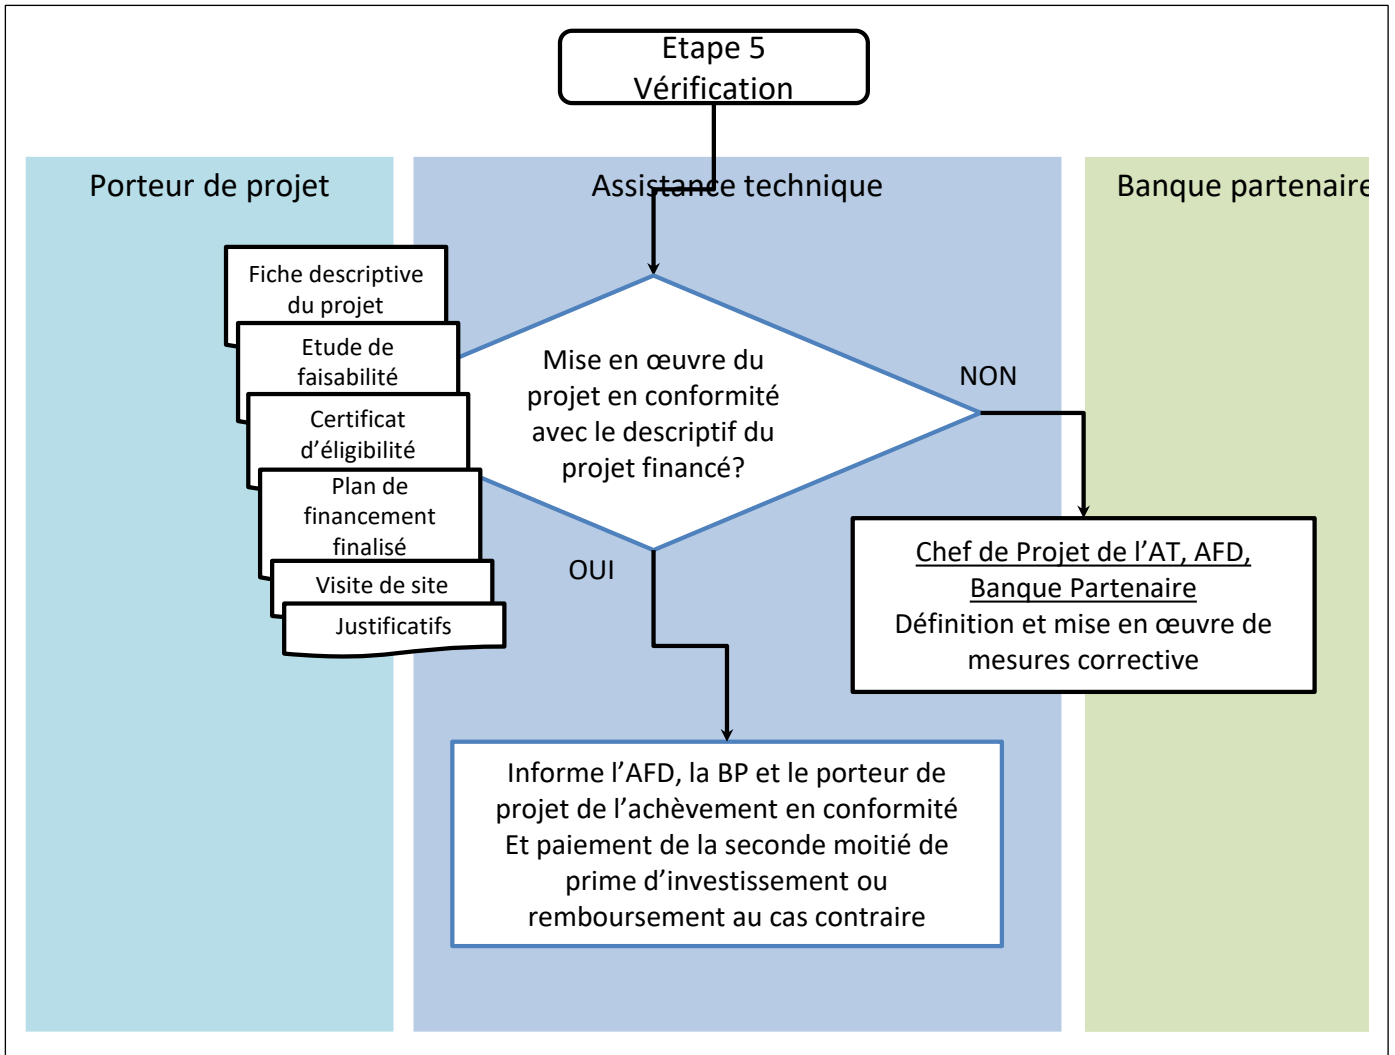 Etape 5
Vérification
Porteur de projet
Assistance technique
Banque partenaire
Fiche descriptive
du projet
Etude de
faisabilité
Certificat
d’éligibilité
Plan de
financement
finalisé
Visite de site
Justificatifs
Mise en œuvre du
projet en conformité
avec le descriptif du
projet financé?
NON
OUI
Chef de Projet de l’AT, AFD,
Banque Partenaire
Définition et mise en œuvre de
mesures corrective
Informe l’AFD, la BP et le porteur de
projet de l’achèvement en conformité
Et paiement de la seconde moitié de
prime d’investissement ou
remboursement au cas contraire